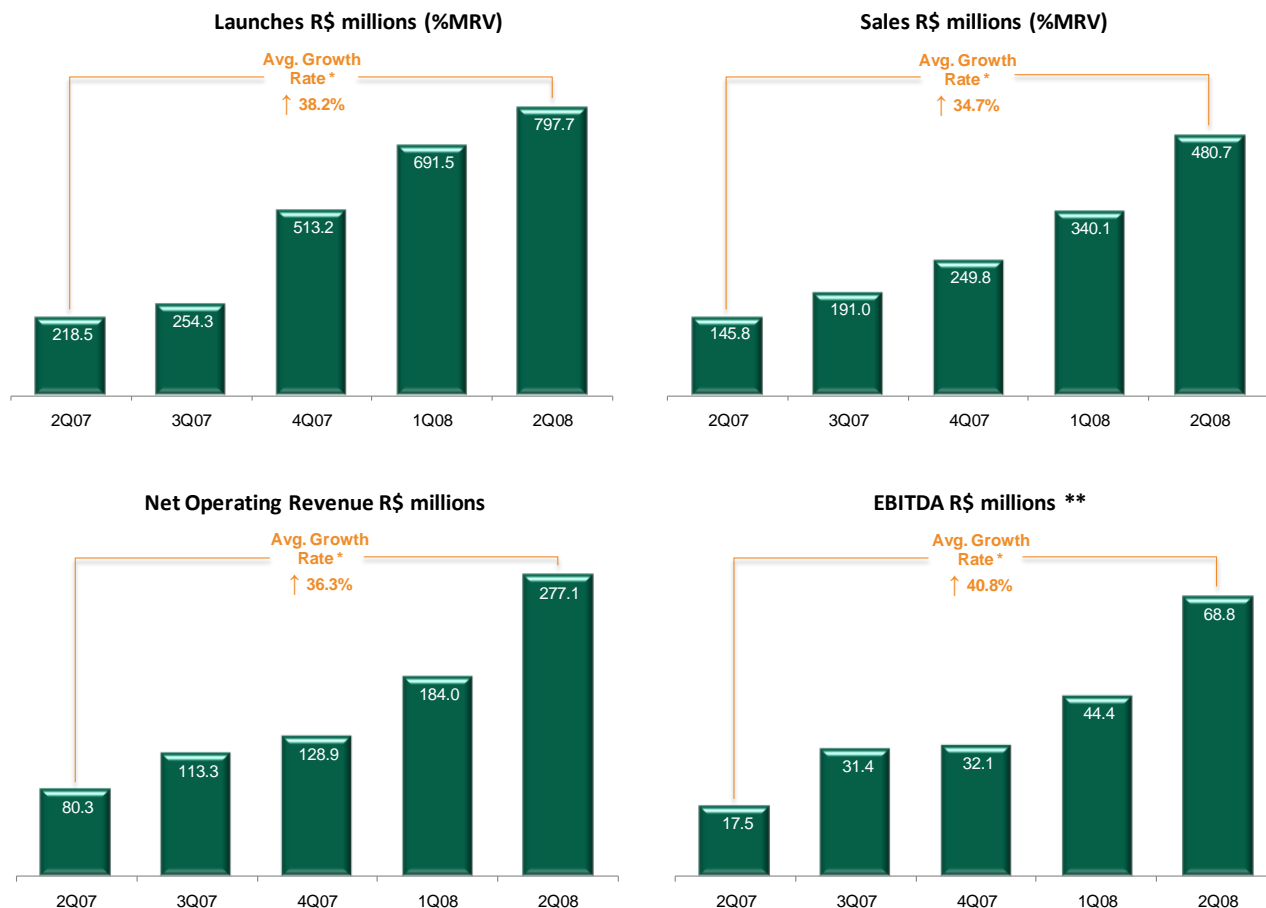 Launches R$ millions (%MRV)
Avg. Growth
Rate *
↑ 38.2%
218.5
254.3
513.2
691.5
797.7
2Q07
3Q07
4Q07
1Q08
2Q08
Sales R$ millions (%MRV)
Avg. Growth
Rate *
↑ 34.7%
145.8
191.0
249.8
340.1
480.7
2Q07
3Q07
4Q07
1Q08
2Q08
Net Operating Revenue R$ millions
Avg. Growth
Rate *
↑ 36.3%
80.3
113.3
128.9
184.0
277.1
2Q07
3Q07
4Q07
1Q08
2Q08
EBITDA R$ millions **
Avg. Growth
Rate *
↑ 40.8%
17.5
31.4
32.1
44.4
68.8
2Q07
3Q07
4Q07
1Q08
2Q08